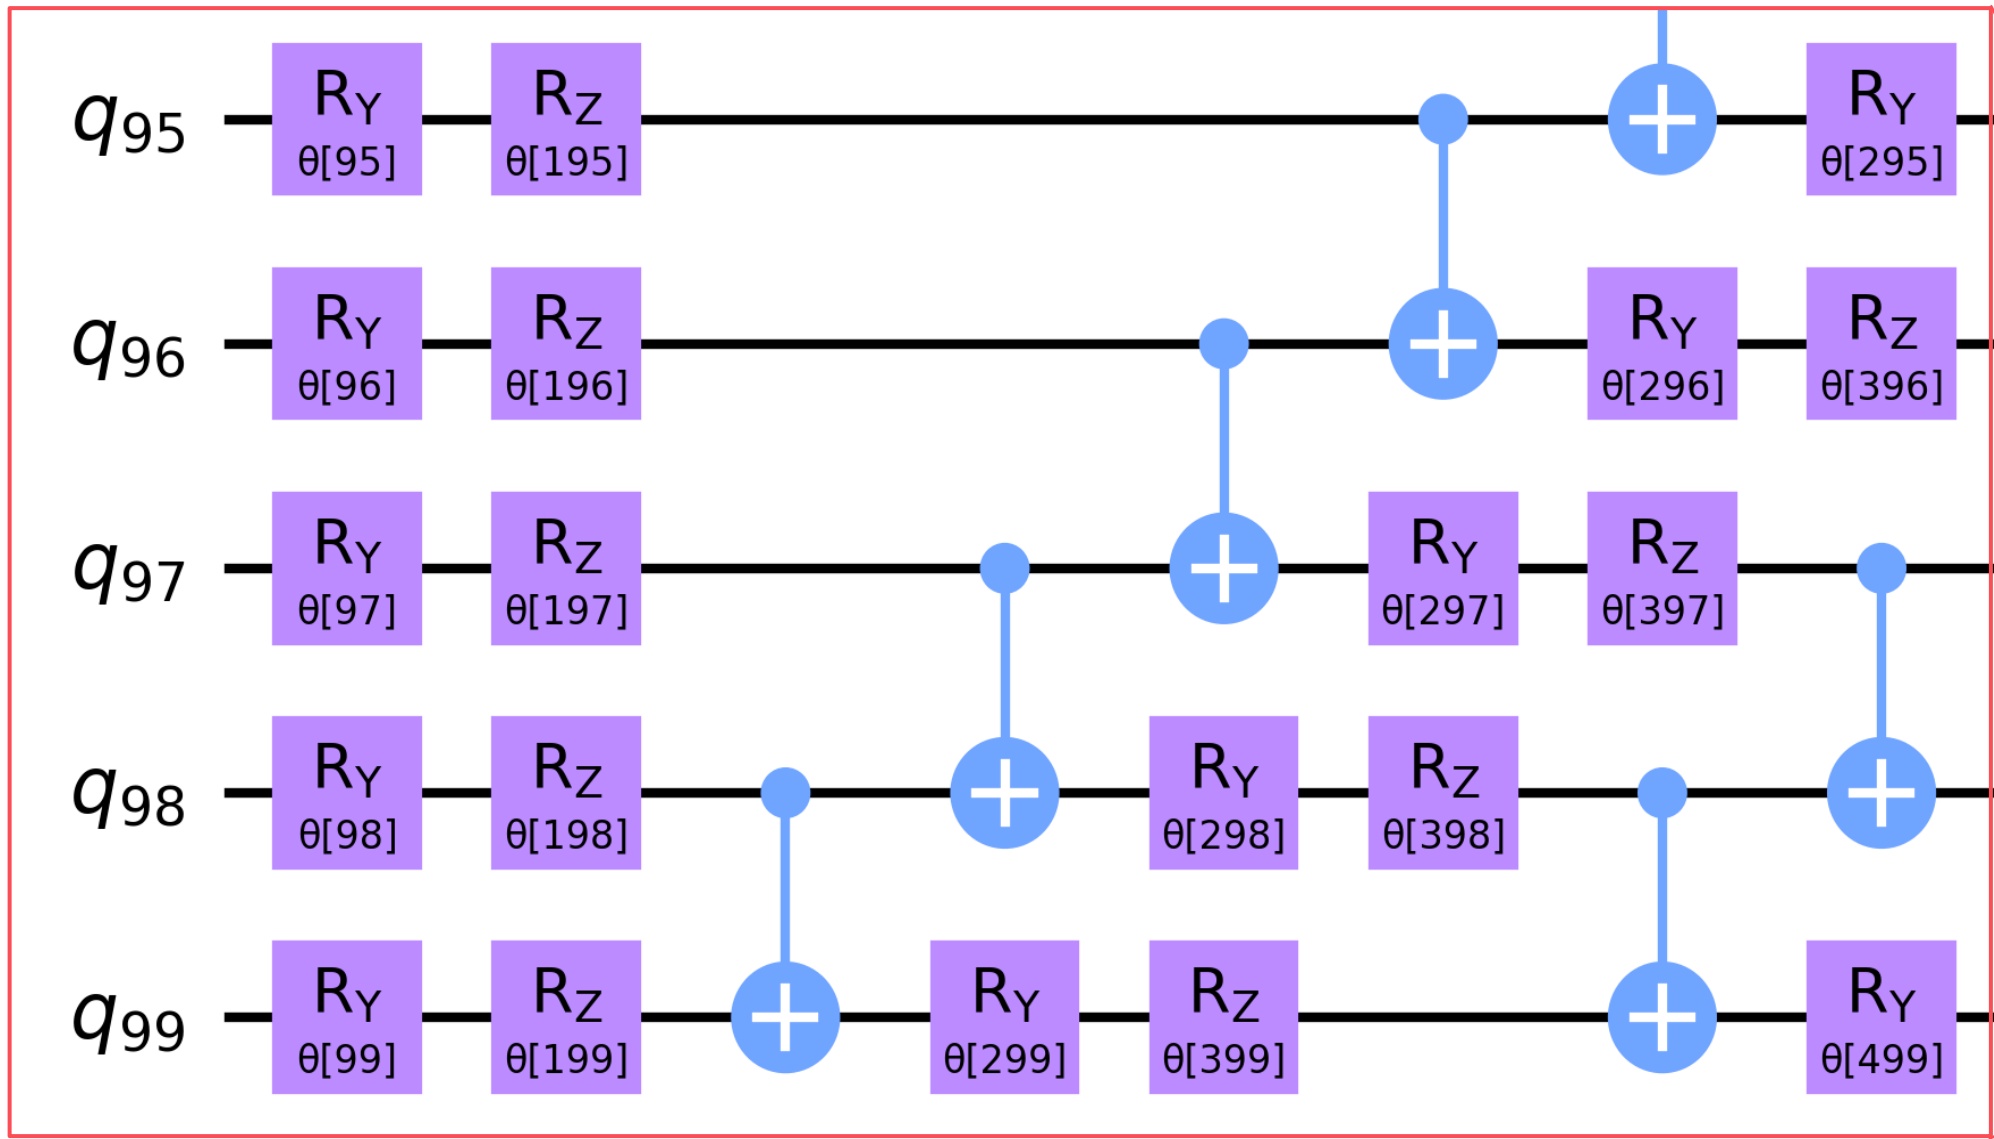 q95 RY θ[95] RZ θ[195] RY θ[295]
q96 RY θ[96] RZ θ[196] RY θ[296] RZ θ[396]
q97 RY θ[97] RZ θ[197] RY θ[297] RZ θ[397]
q98 RY θ[98] RZ θ[198] RY θ[298] RZ θ[398]
q99 RY θ[99] RZ θ[199] RY θ[299] RZ θ[399] RY θ[499]